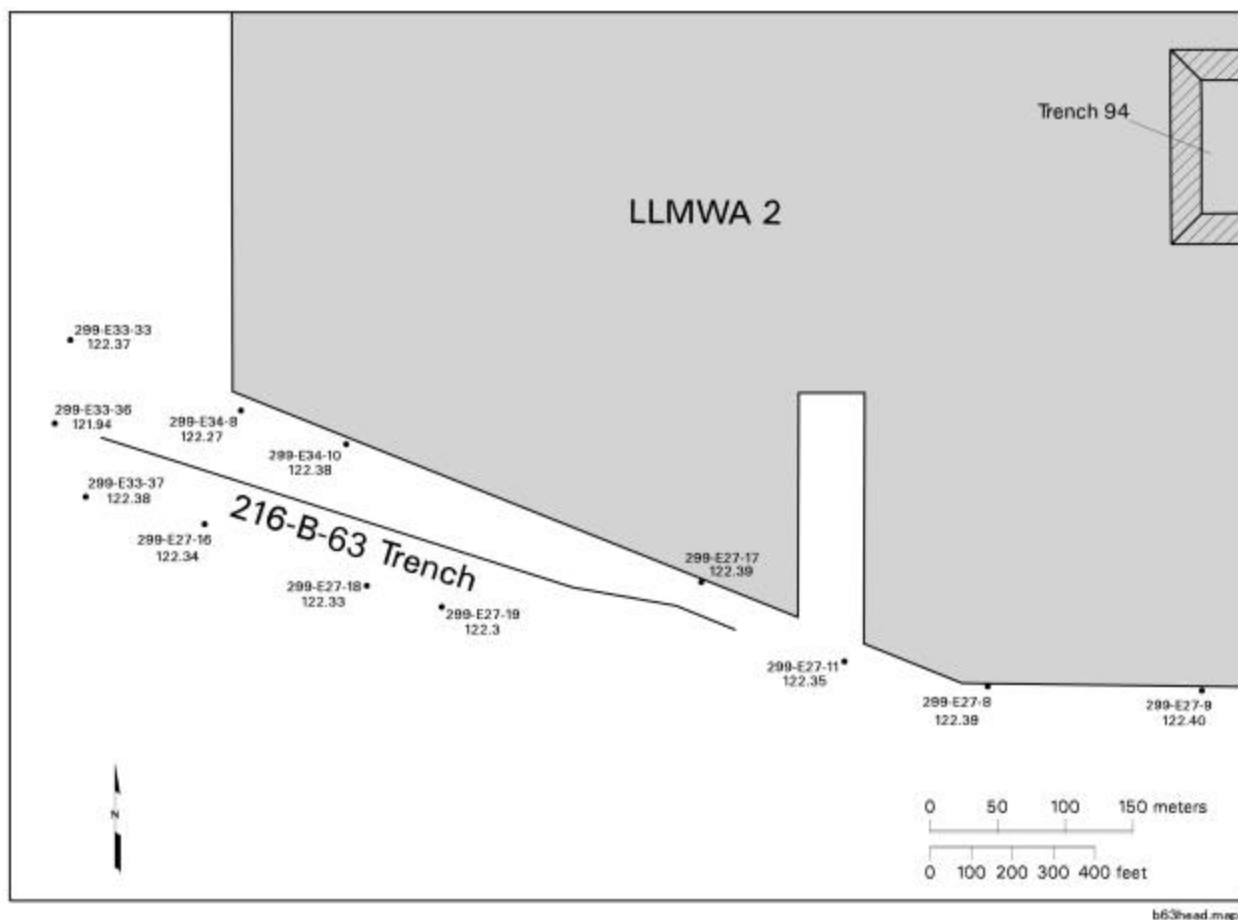 Trench 94
LLMWA 2
299-E33-33
122.37
299-E33-36
121.94
299-E34-8
122.27
299-E34-10
122.38
299-E33-37
122.38
299-E27-16
122.34
216-B-63 Trench
299-E27-18
122.33
299-E27-19
122.3
299-E27-17
122.39
299-E27-11
122.35
299-E27-8
122.39
299-E27-9
122.40
N
0 50 100 150 meters
0 100 200 300 400 feet
b63head.map